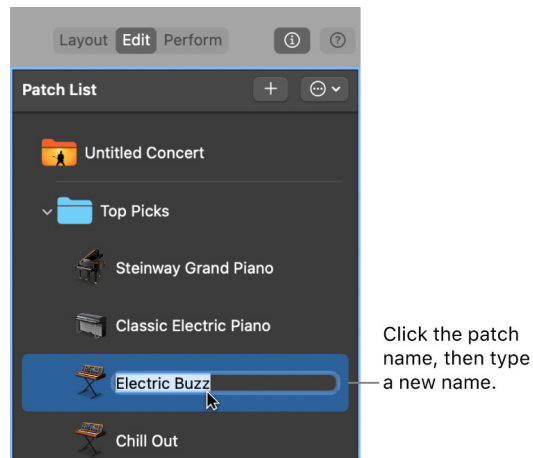 Layout Edit Perform
Patch List
Untitled Concert
Top Picks
Steinway Grand Piano
Classic Electric Piano
Electric Buzz
Chill Out
Click the patch
name, then type
a new name.